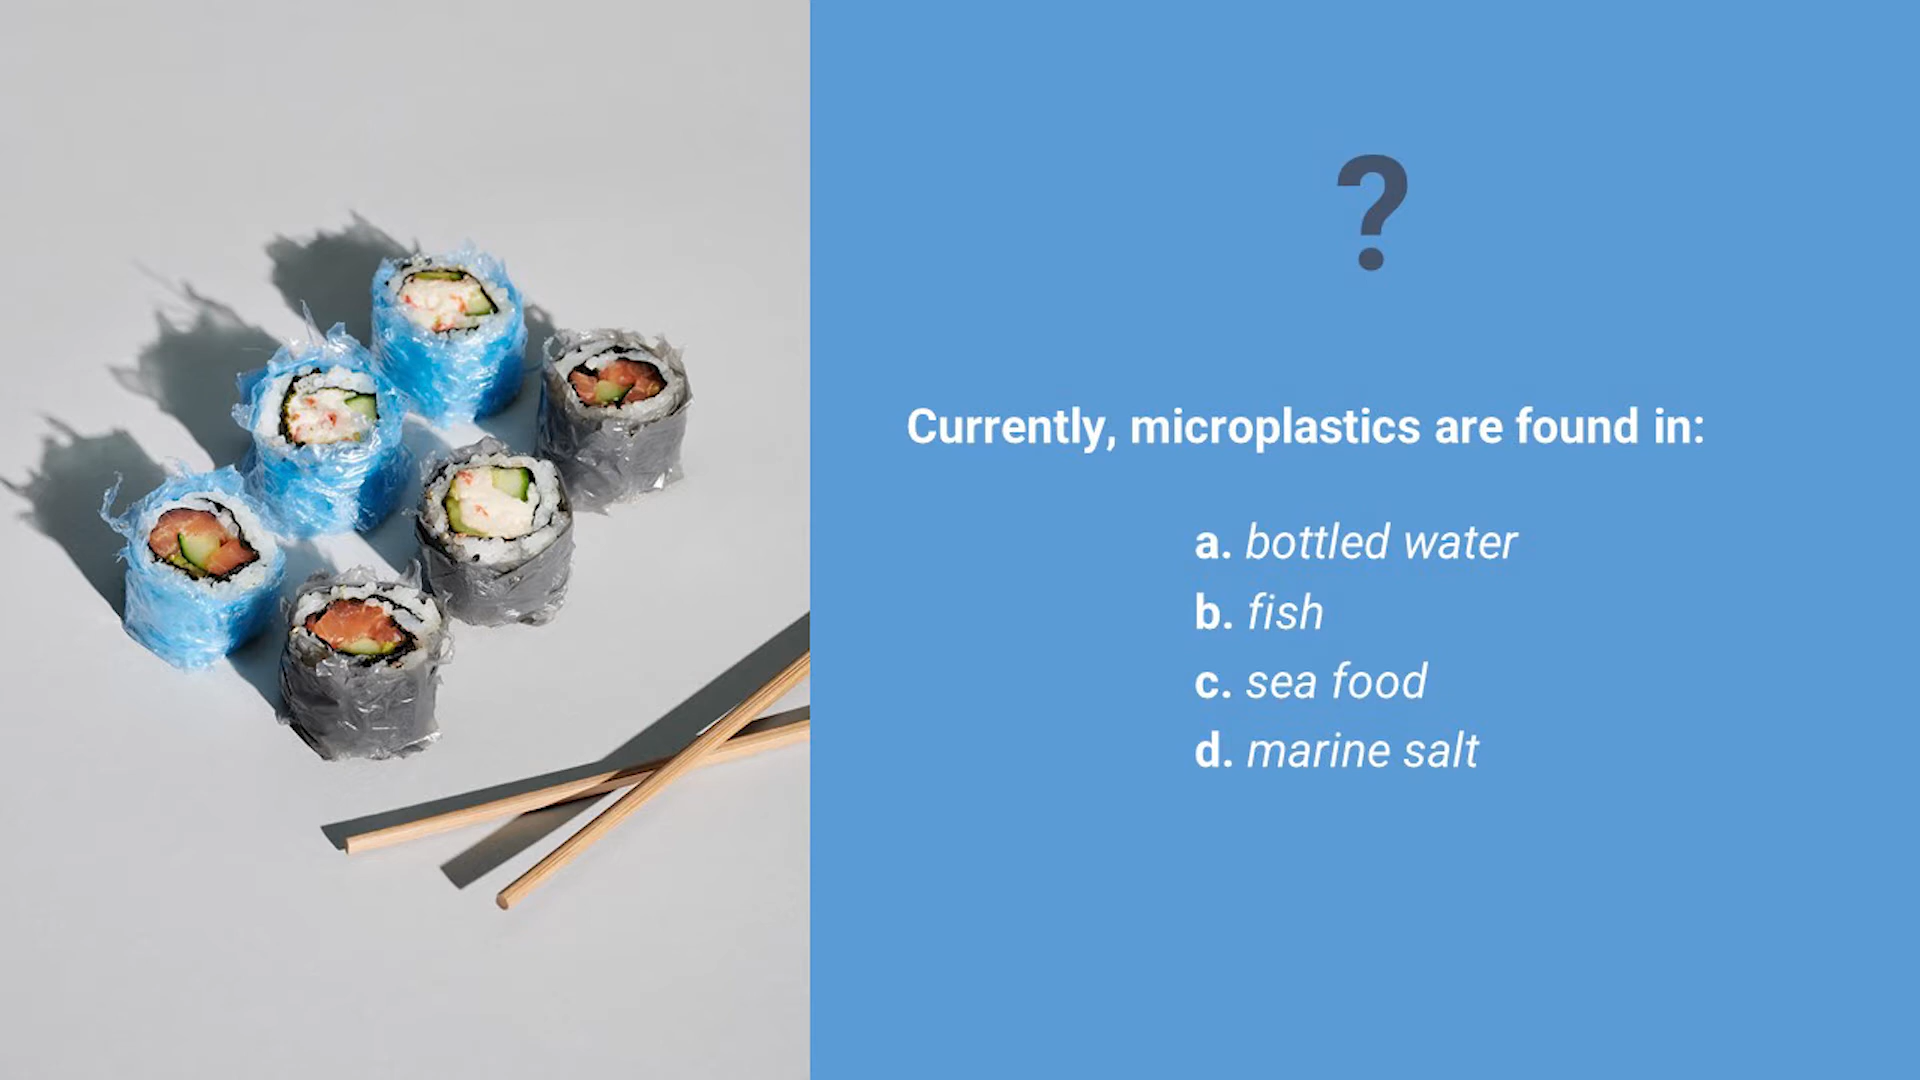 ?
Currently, microplastics are found in:
a. bottled water
b. fish
c. sea food
d. marine salt